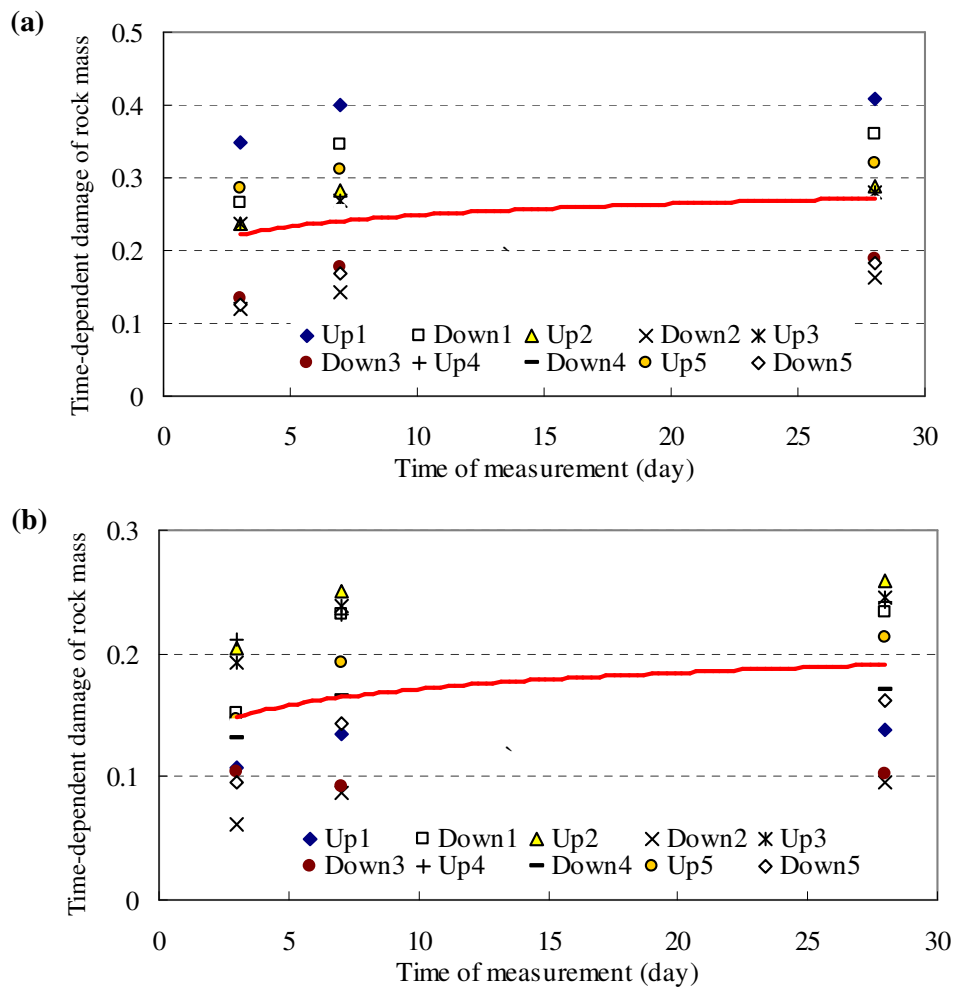 (a)
Time-dependent damage of rock mass
0.5
0.4
0.3
0.2
0.1
0
Up1 Down1 Up2 Down2 Up3
Down3 Up4 Down4 Up5 Down5
0 5 10 15 20 25 30
Time of measurement (day)
(b)
Time-dependent damage of rock mass
0.3
0.2
0.1
0
Up1 Down1 Up2 Down2 Up3
Down3 Up4 Down4 Up5 Down5
0 5 10 15 20 25 30
Time of measurement (day)